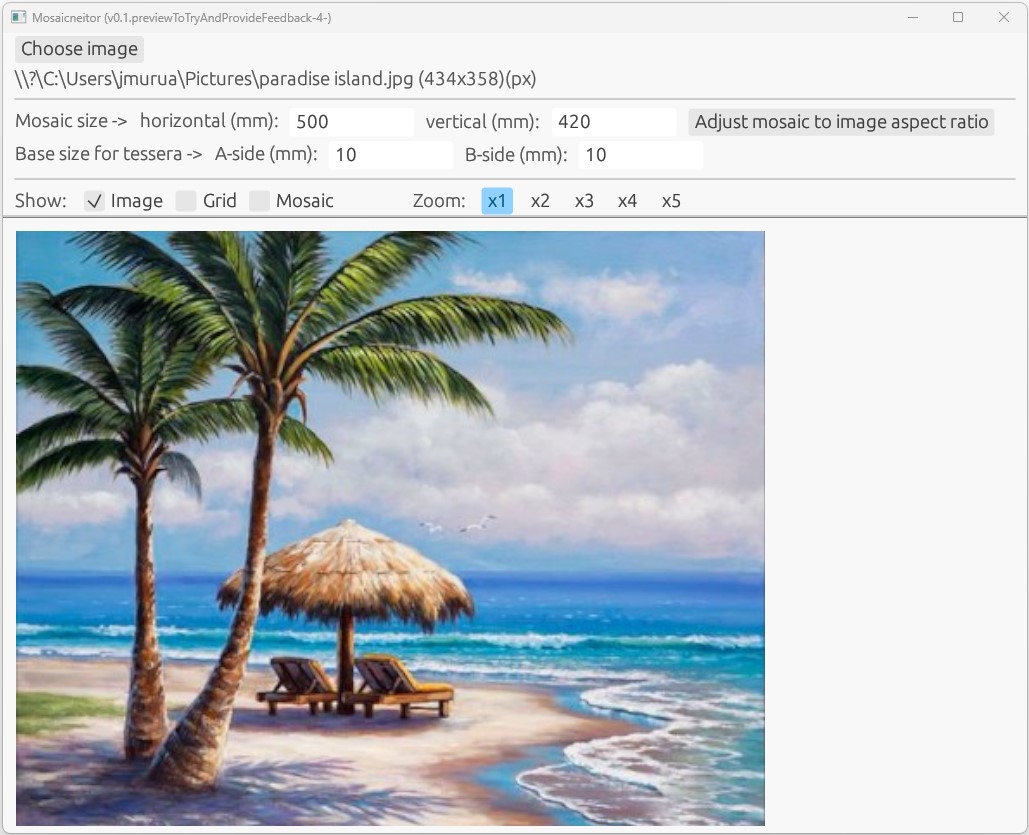 Mosaicneitor (v0.1.previewToTryAndProvideFeedback-4-)
Choose image
\\?\C:\Users\jmurua\Pictures\paradise island.jpg (434x358)(px)
Mosaic size -> horizontal (mm): 500 vertical (mm): 420 Adjust mosaic to image aspect ratio
Base size for tessera -> A-side (mm): 10 B-side (mm): 10
Show: Image Grid Mosaic Zoom: x1 x2 x3 x4 x5